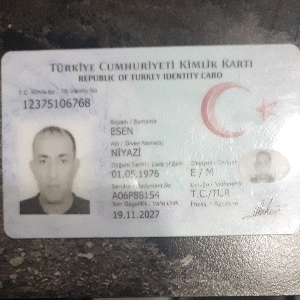 TÜRKİYE CUMHURİYETİ KİMLİK KARTI
REPUBLIC OF TURKEY IDENTITY CARD
T.C. Kimlik No / TR Identity No
12375106768
Soyadı / Surname
ESEN
Adı / Given Name(s)
NİYAZİ
Doğum Tarihi / Date of Birth
Cinsiyeti / Gender
01.05.1976
E / M
Seri No / Document No
Uyruğu / Nationality
A06P88154
T.C./TUR
Son Geçerlilik / Valid Until
İmzası / Signature
19.11.2027